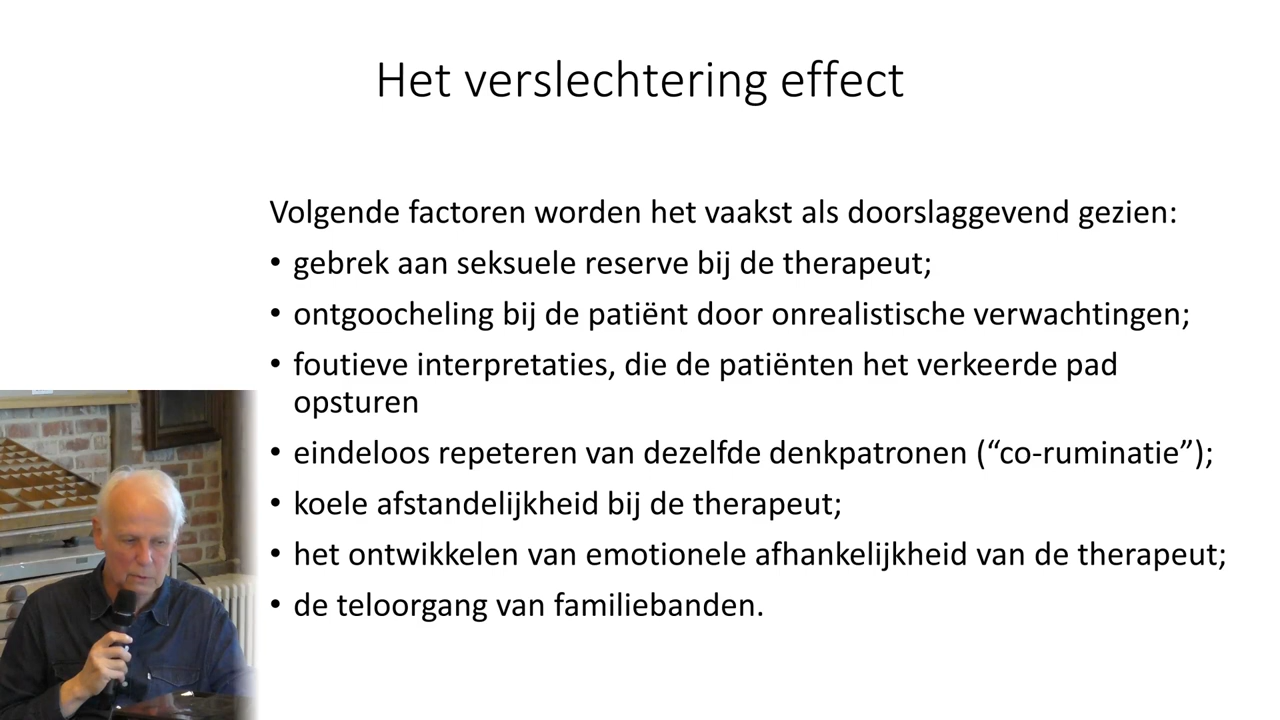 Het verslechtering effect
Volgende factoren worden het vaakst als doorslaggevend gezien:
• gebrek aan seksuele reserve bij de therapeut;
• ontgoocheling bij de patiënt door onrealistische verwachtingen;
• foutieve interpretaties, die de patiënten het verkeerde pad
opsturen
• eindeloos repeteren van dezelfde denkpatronen (“co-ruminatie”);
• koele afstandelijkheid bij de therapeut;
• het ontwikkelen van emotionele afhankelijkheid van de therapeut;
• de teloorgang van familiebanden.